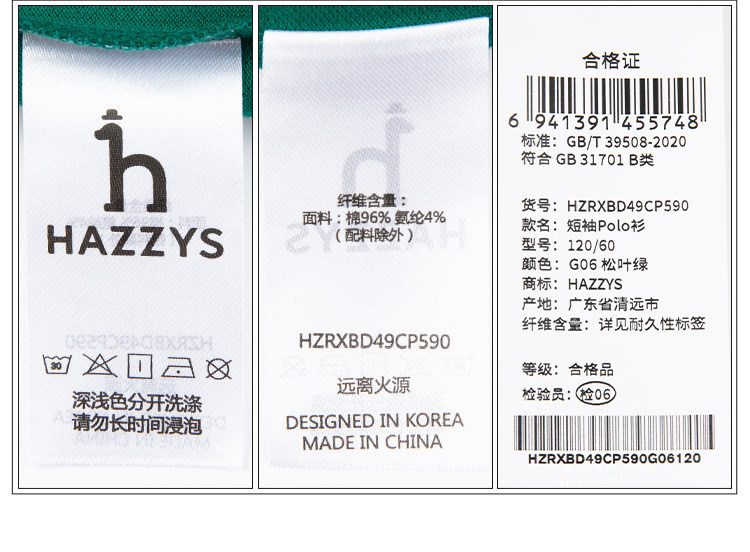 HAZZYS
30
深浅色分开洗涤
请勿长时间浸泡
纤维含量：
面料：棉96% 氨纶4%
（配料除外）
HZRXBD49CP590
远离火源
DESIGNED IN KOREA
MADE IN CHINA
合格证
6 941391 455748
标准：GB/T 39508-2020
符合 GB 31701 B类
货号：HZRXBD49CP590
款名：短袖Polo衫
型号：120/60
颜色：G06 松叶绿
商标：HAZZYS
产地：广东省清远市
纤维含量：详见耐久性标签
等级：合格品
检验员：检06
HZRXBD49CP590G06120